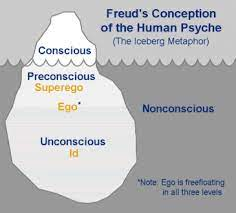 Freud's Conception
of the Human Psyche
(The Iceberg Metaphor)
Conscious
Preconscious
Superego
Ego*
Nonconscious
Unconscious
Id
*Note: Ego is freefloating
in all three levels